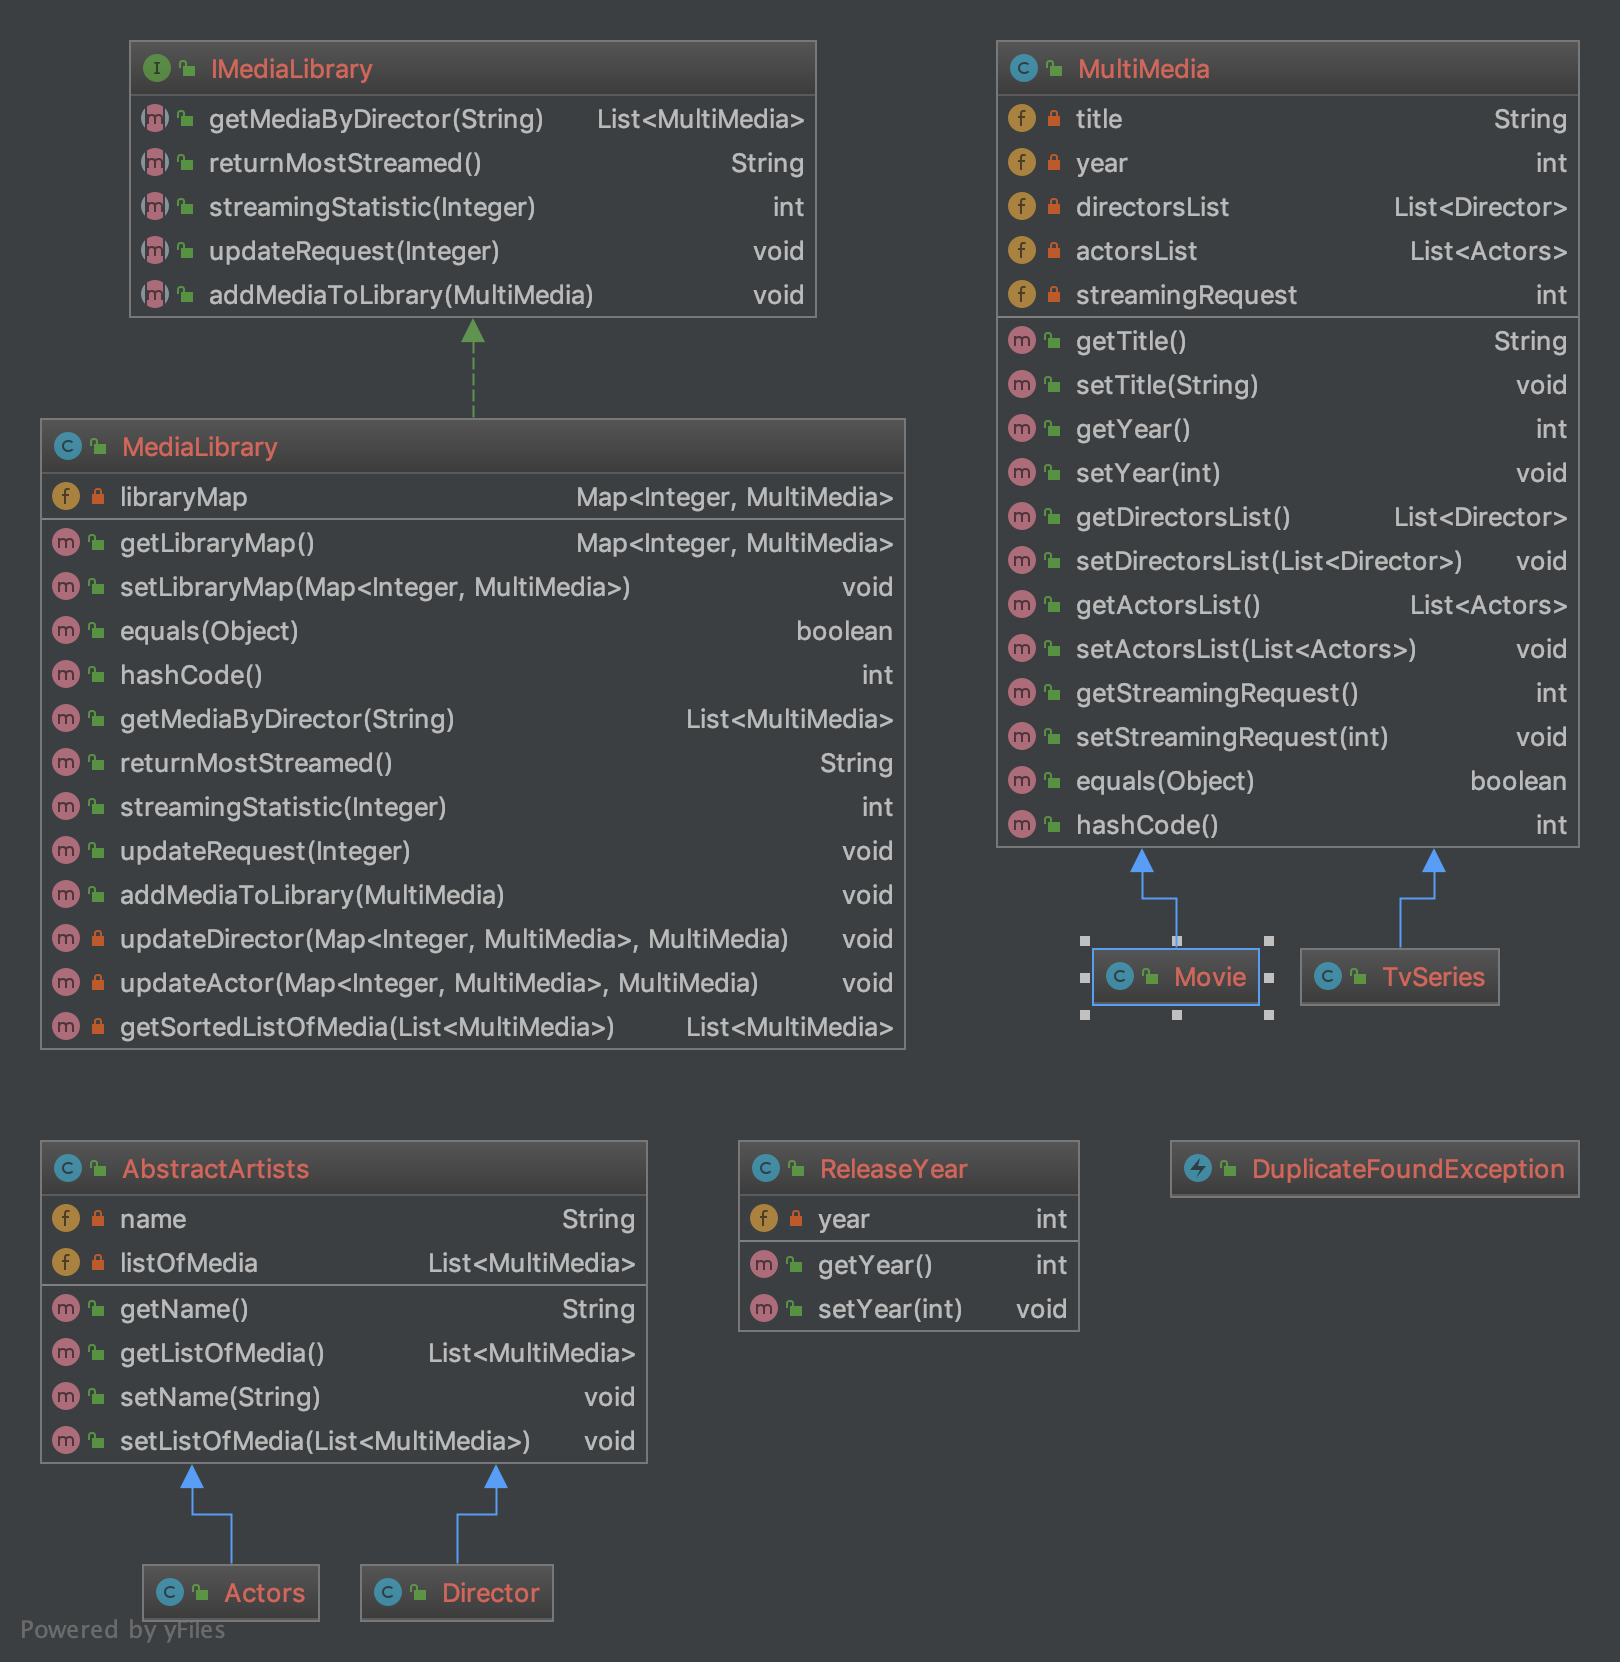 IMediaLibrary
getMediaByDirector(String) List<MultiMedia>
returnMostStreamed() String
streamingStatistic(Integer) int
updateRequest(Integer) void
addMediaToLibrary(MultiMedia) void
MultiMedia
title String
year int
directorsList List<Director>
actorsList List<Actors>
streamingRequest int
getTitle() String
setTitle(String) void
getYear() int
setYear(int) void
getDirectorsList() List<Director>
setDirectorsList(List<Director>) void
getActorsList() List<Actors>
setActorsList(List<Actors>) void
getStreamingRequest() int
setStreamingRequest(int) void
equals(Object) boolean
hashCode() int
MediaLibrary
libraryMap Map<Integer, MultiMedia>
getLibraryMap() Map<Integer, MultiMedia>
setLibraryMap(Map<Integer, MultiMedia>) void
equals(Object) boolean
hashCode() int
getMediaByDirector(String) List<MultiMedia>
returnMostStreamed() String
streamingStatistic(Integer) int
updateRequest(Integer) void
addMediaToLibrary(MultiMedia) void
updateDirector(Map<Integer, MultiMedia>, MultiMedia) void
updateActor(Map<Integer, MultiMedia>, MultiMedia) void
getSortedListOfMedia(List<MultiMedia>) List<MultiMedia>
Movie
TvSeries
AbstractArtists
name String
listOfMedia List<MultiMedia>
getName() String
getListOfMedia() List<MultiMedia>
setName(String) void
setListOfMedia(List<MultiMedia>) void
ReleaseYear
year int
getYear() int
setYear(int) void
DuplicateFoundException
Actors
Director
Powered by yFiles